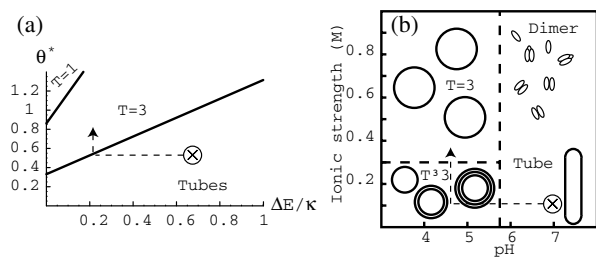 (a)
θ*
T=1
T=3
1.2
1
0.8
0.6
0.4
0.2
Tubes
0.2 0.4 0.6 0.8 1
ΔE/κ
(b)
Ionic strength (M)
0.8
0.6
0.4
0.2
Dimer
T=3
Tube
T³3
4 5 6 7
pH